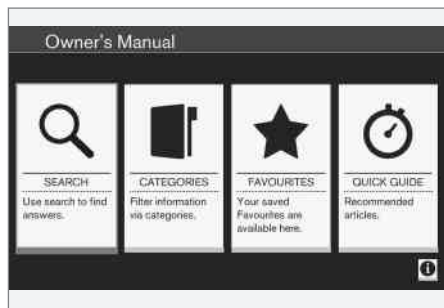 Owner's Manual
SEARCH
Use search to find
answers.
CATEGORIES
Filter information
via categories.
FAVOURITES
Your saved
Favourites are
available here.
QUICK GUIDE
Recommended
articles.